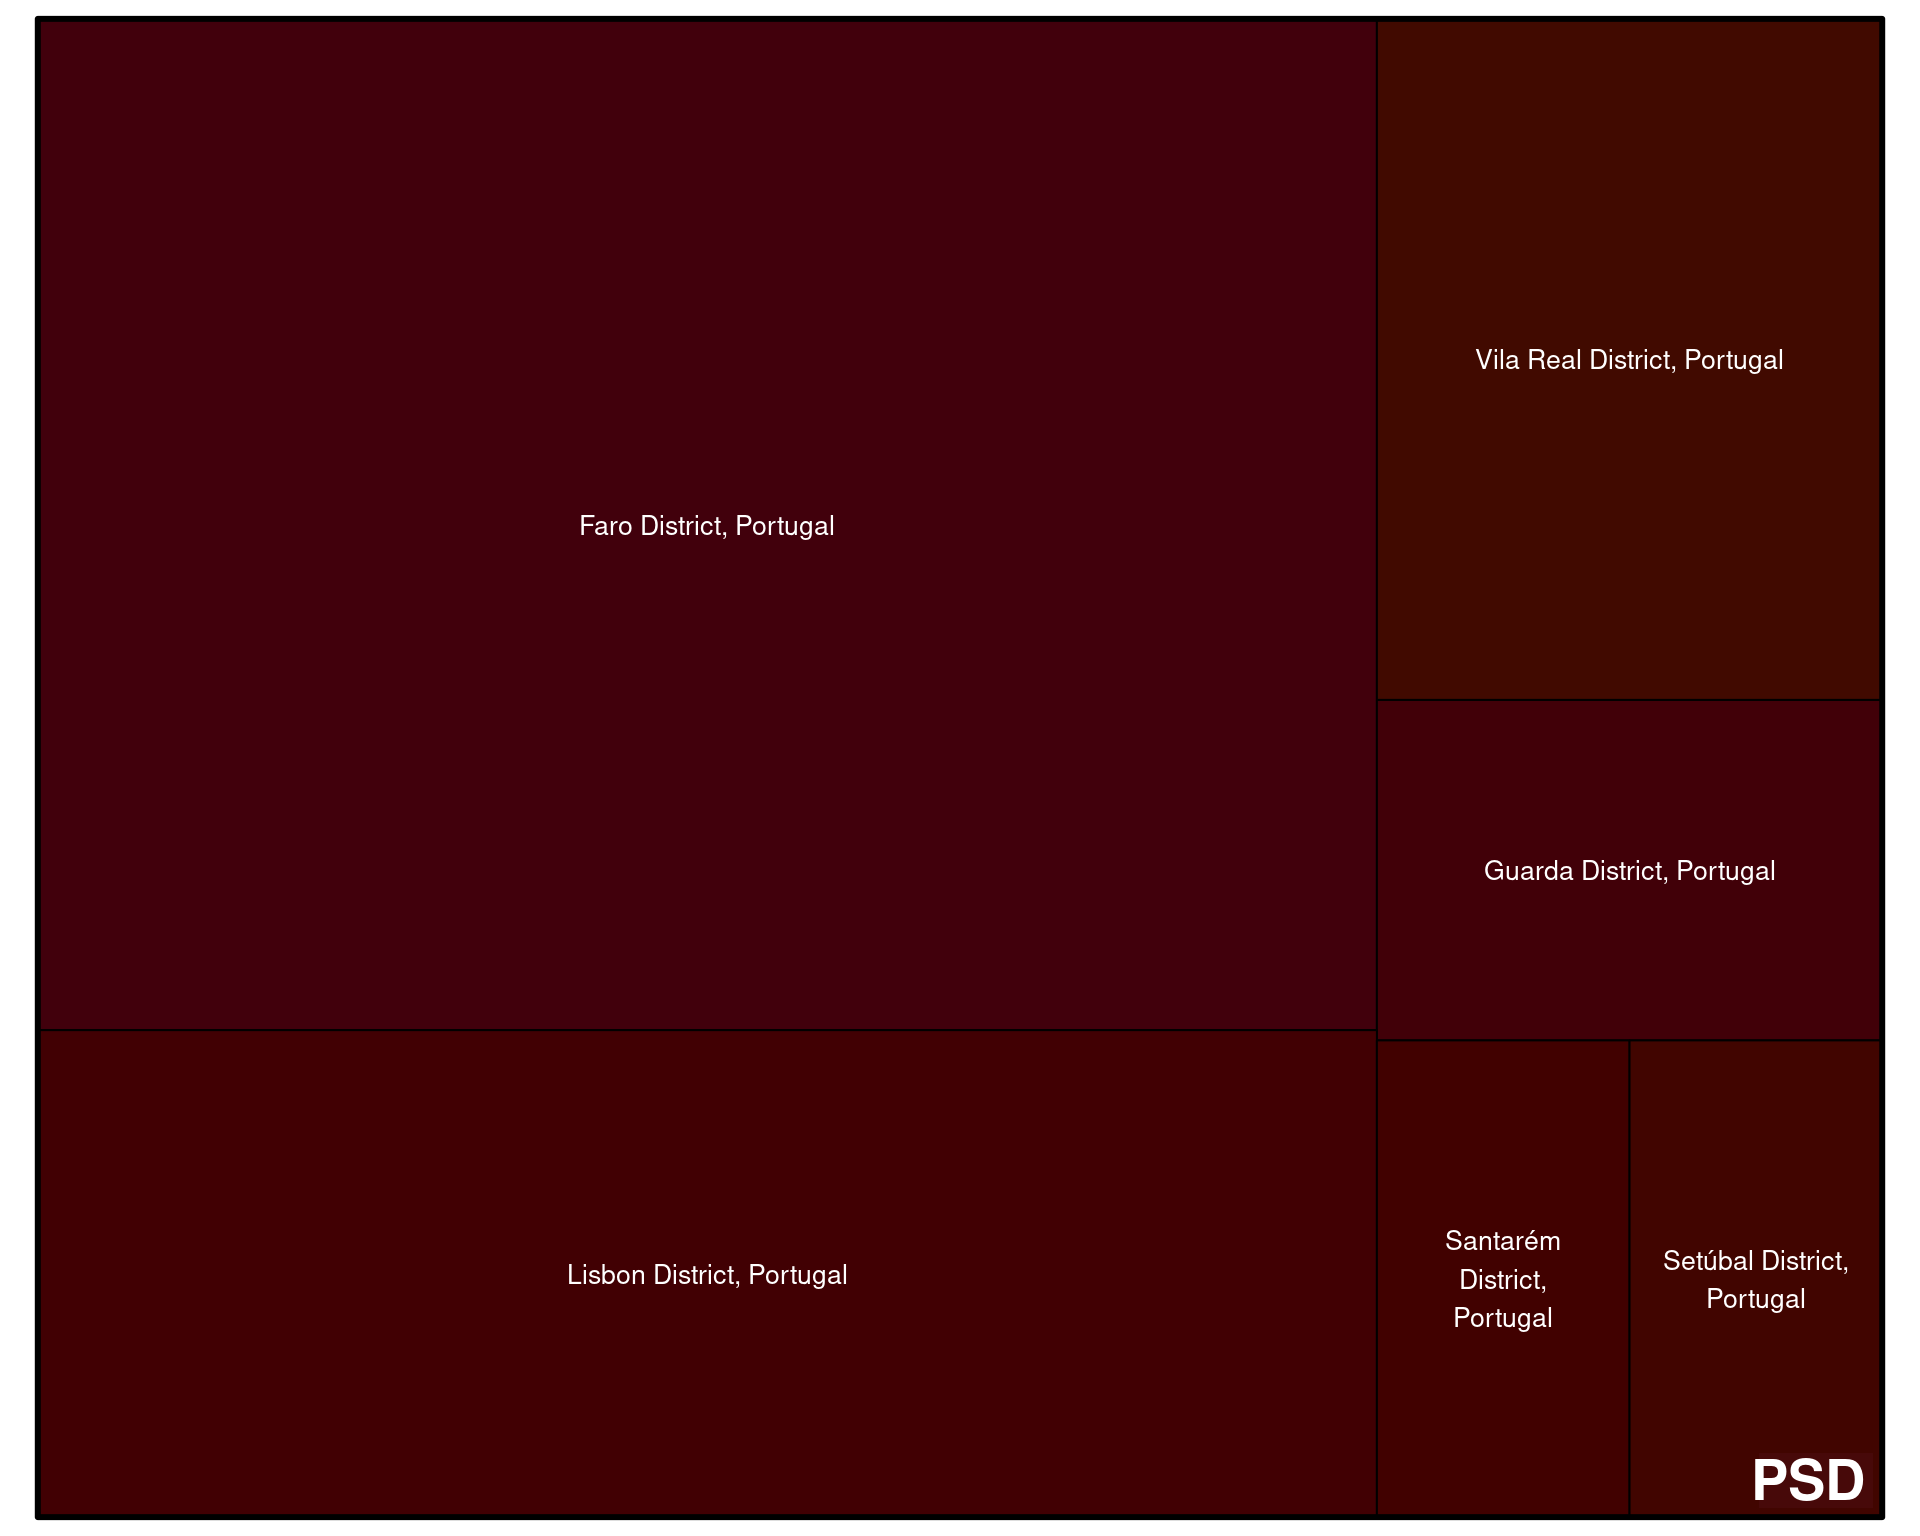 Faro District, Portugal
Lisbon District, Portugal
Vila Real District, Portugal
Guarda District, Portugal
Santarém
District,
Portugal
Setúbal District,
Portugal
PSD